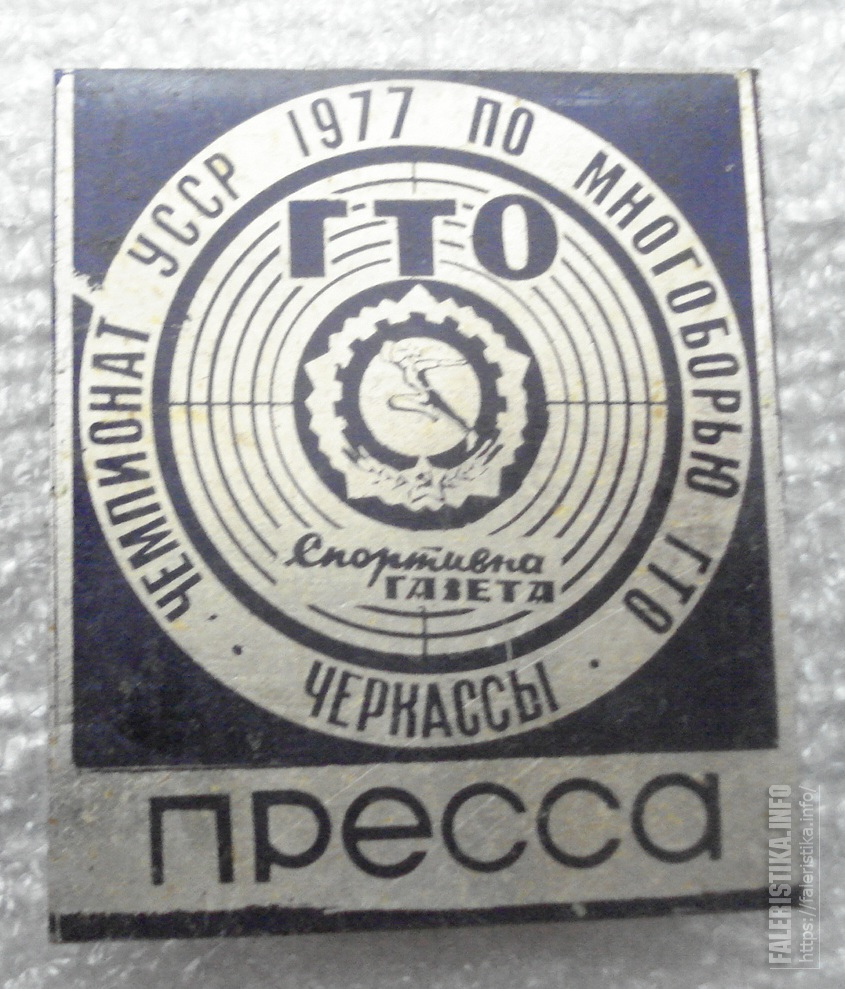 ЧЕМПИОНАТ УССР 1977 ПО МНОГОБОРЬЮ ГТО
ГТО
Спортивна
ГАЗЕТА
· ЧЕРКАССЫ ·
ПРЕССА
FALERISTIKA.INFO
https://faleristika.info/